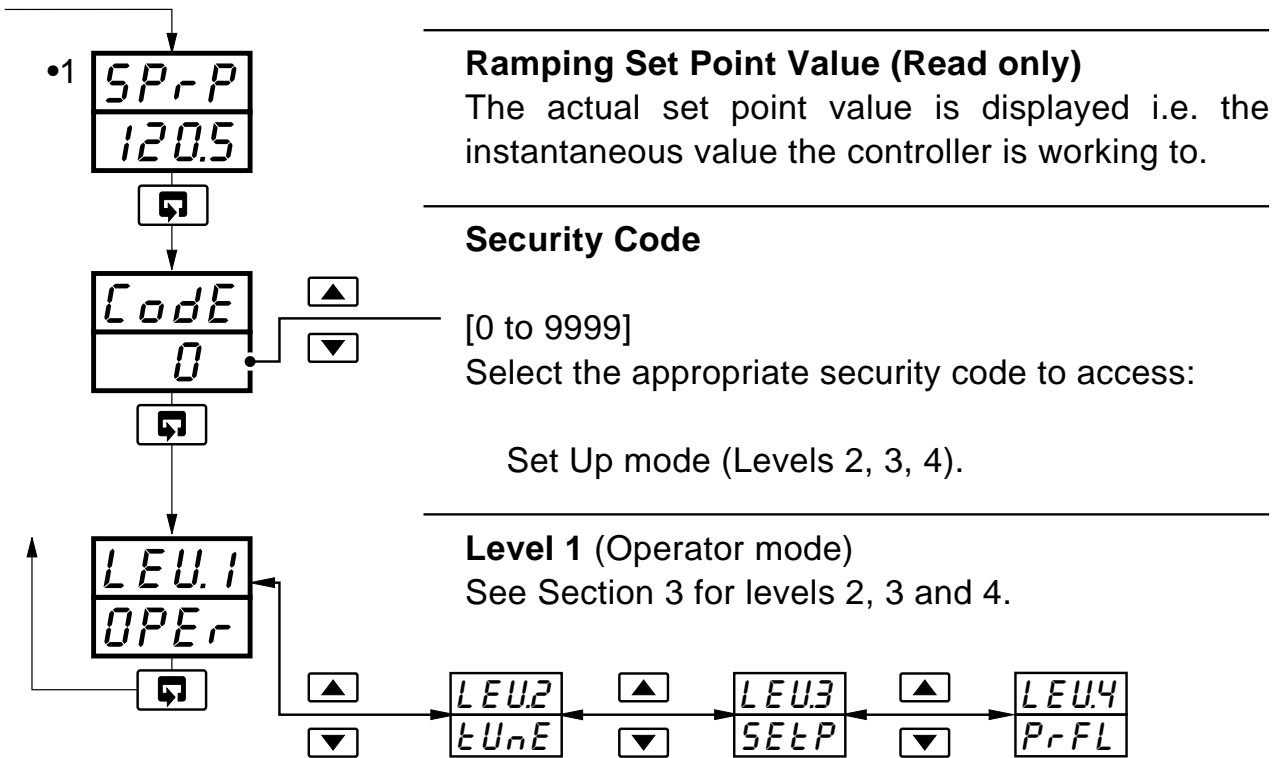 •1
SPrP
120.5
Ramping Set Point Value (Read only)
The actual set point value is displayed i.e. the
instantaneous value the controller is working to.
CodE
0
Security Code
[0 to 9999]
Select the appropriate security code to access:
Set Up mode (Levels 2, 3, 4).
LEU.1
OPEr
Level 1 (Operator mode)
See Section 3 for levels 2, 3 and 4.
LEU.2
tUnE
LEU.3
SEtP
LEU.4
PrFL